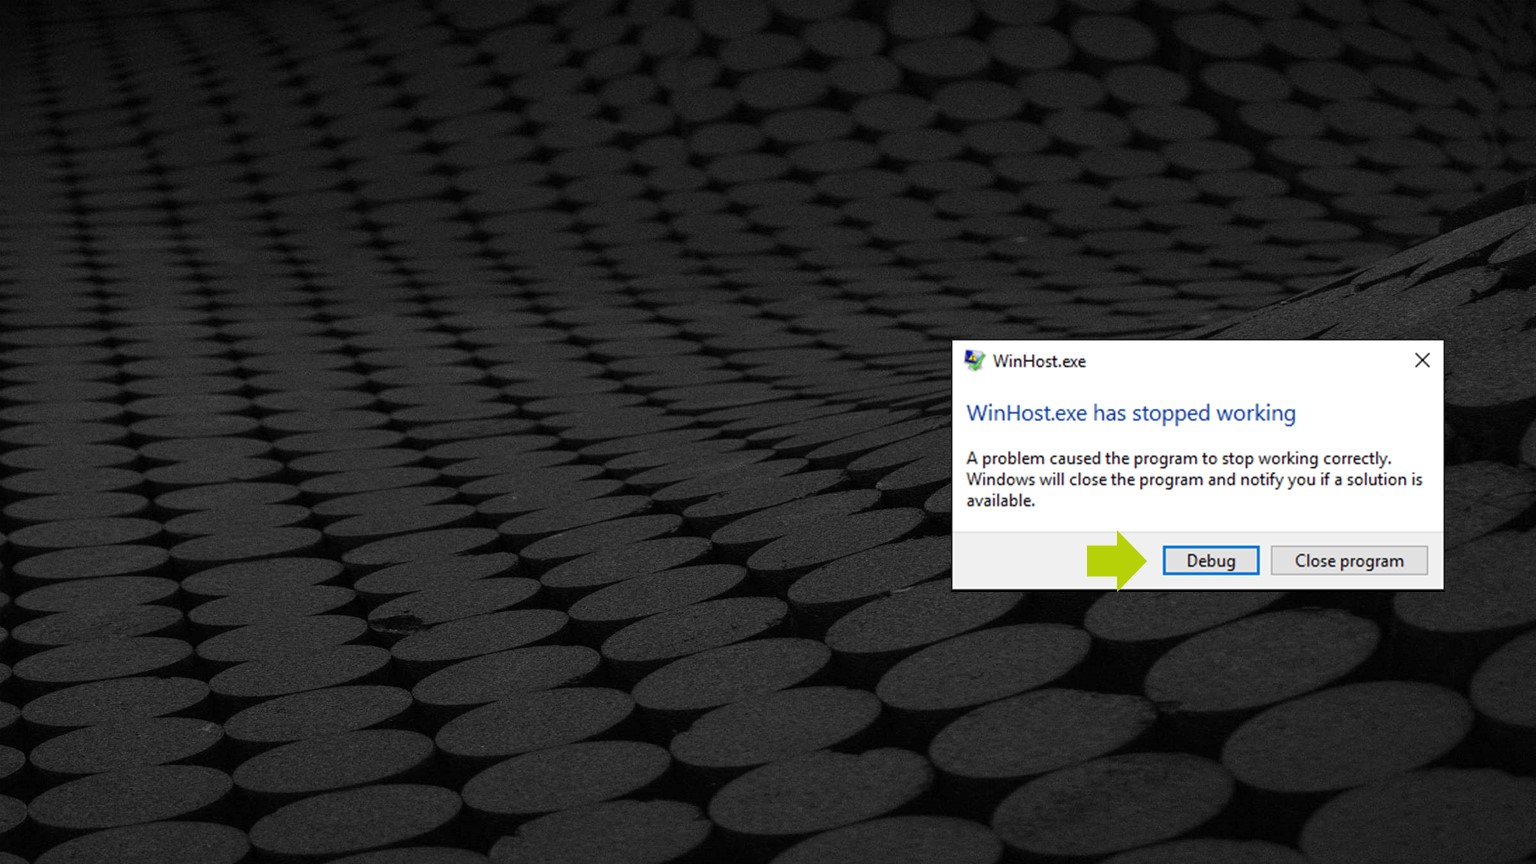 WinHost.exe
WinHost.exe has stopped working
A problem caused the program to stop working correctly.
Windows will close the program and notify you if a solution is
available.
Debug
Close program